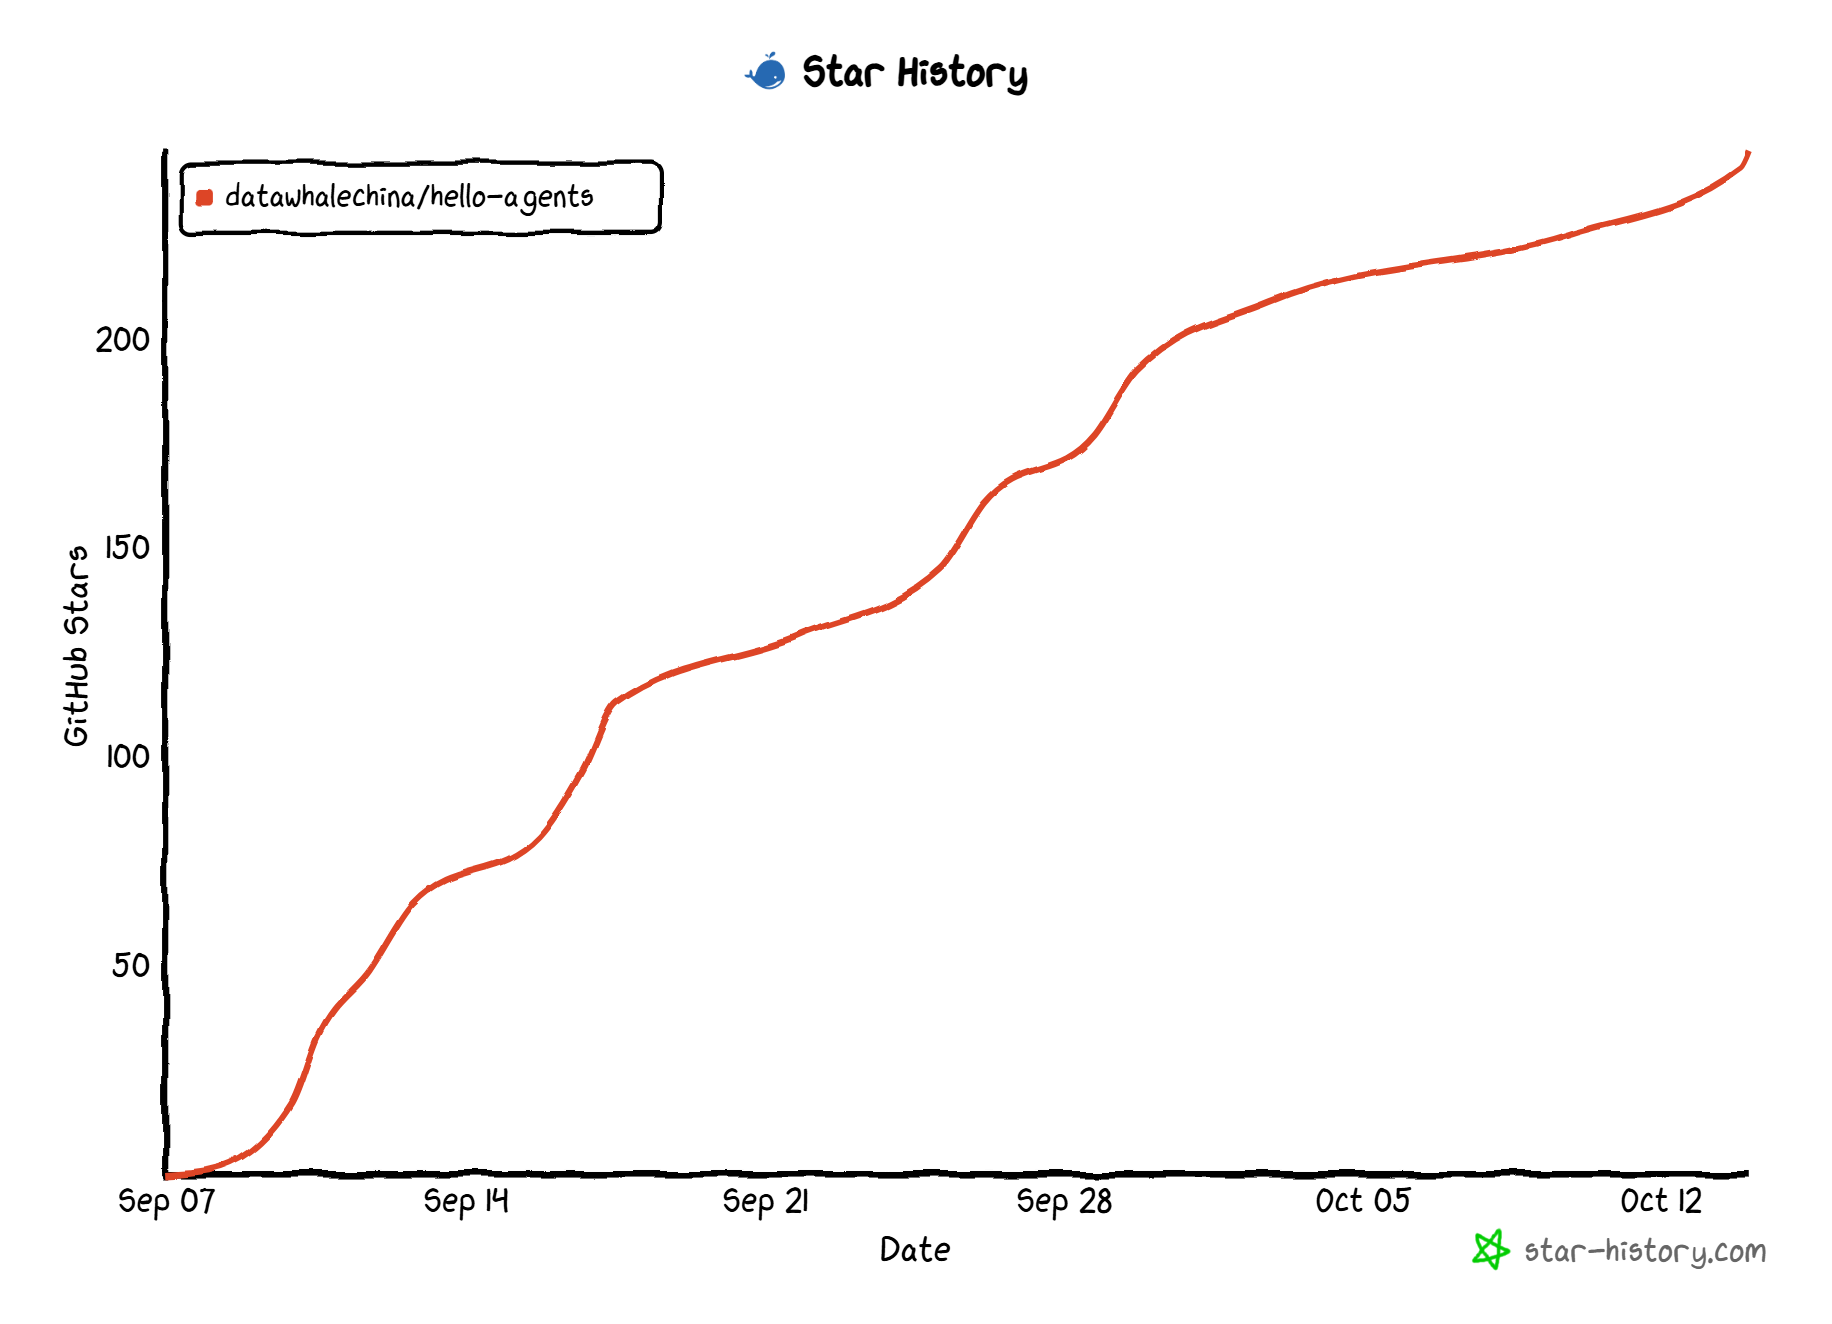 Star History
datawhalechina/hello-agents
200
150
100
50
GitHub Stars
Sep 07
Sep 14
Sep 21
Sep 28
Oct 05
Oct 12
Date
star-history.com